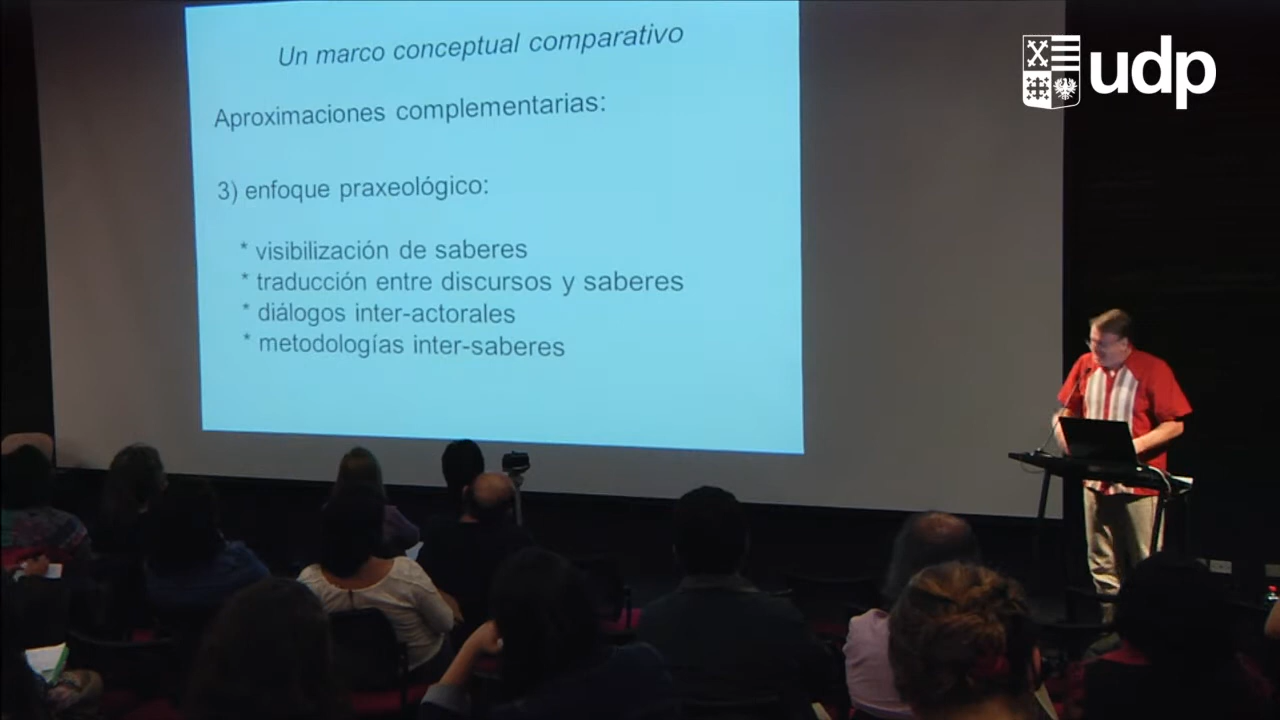 Un marco conceptual comparativo
Aproximaciones complementarias:
3) enfoque praxeológico:
* visibilización de saberes
* traducción entre discursos y saberes
* diálogos inter-actorales
* metodologías inter-saberes
udp